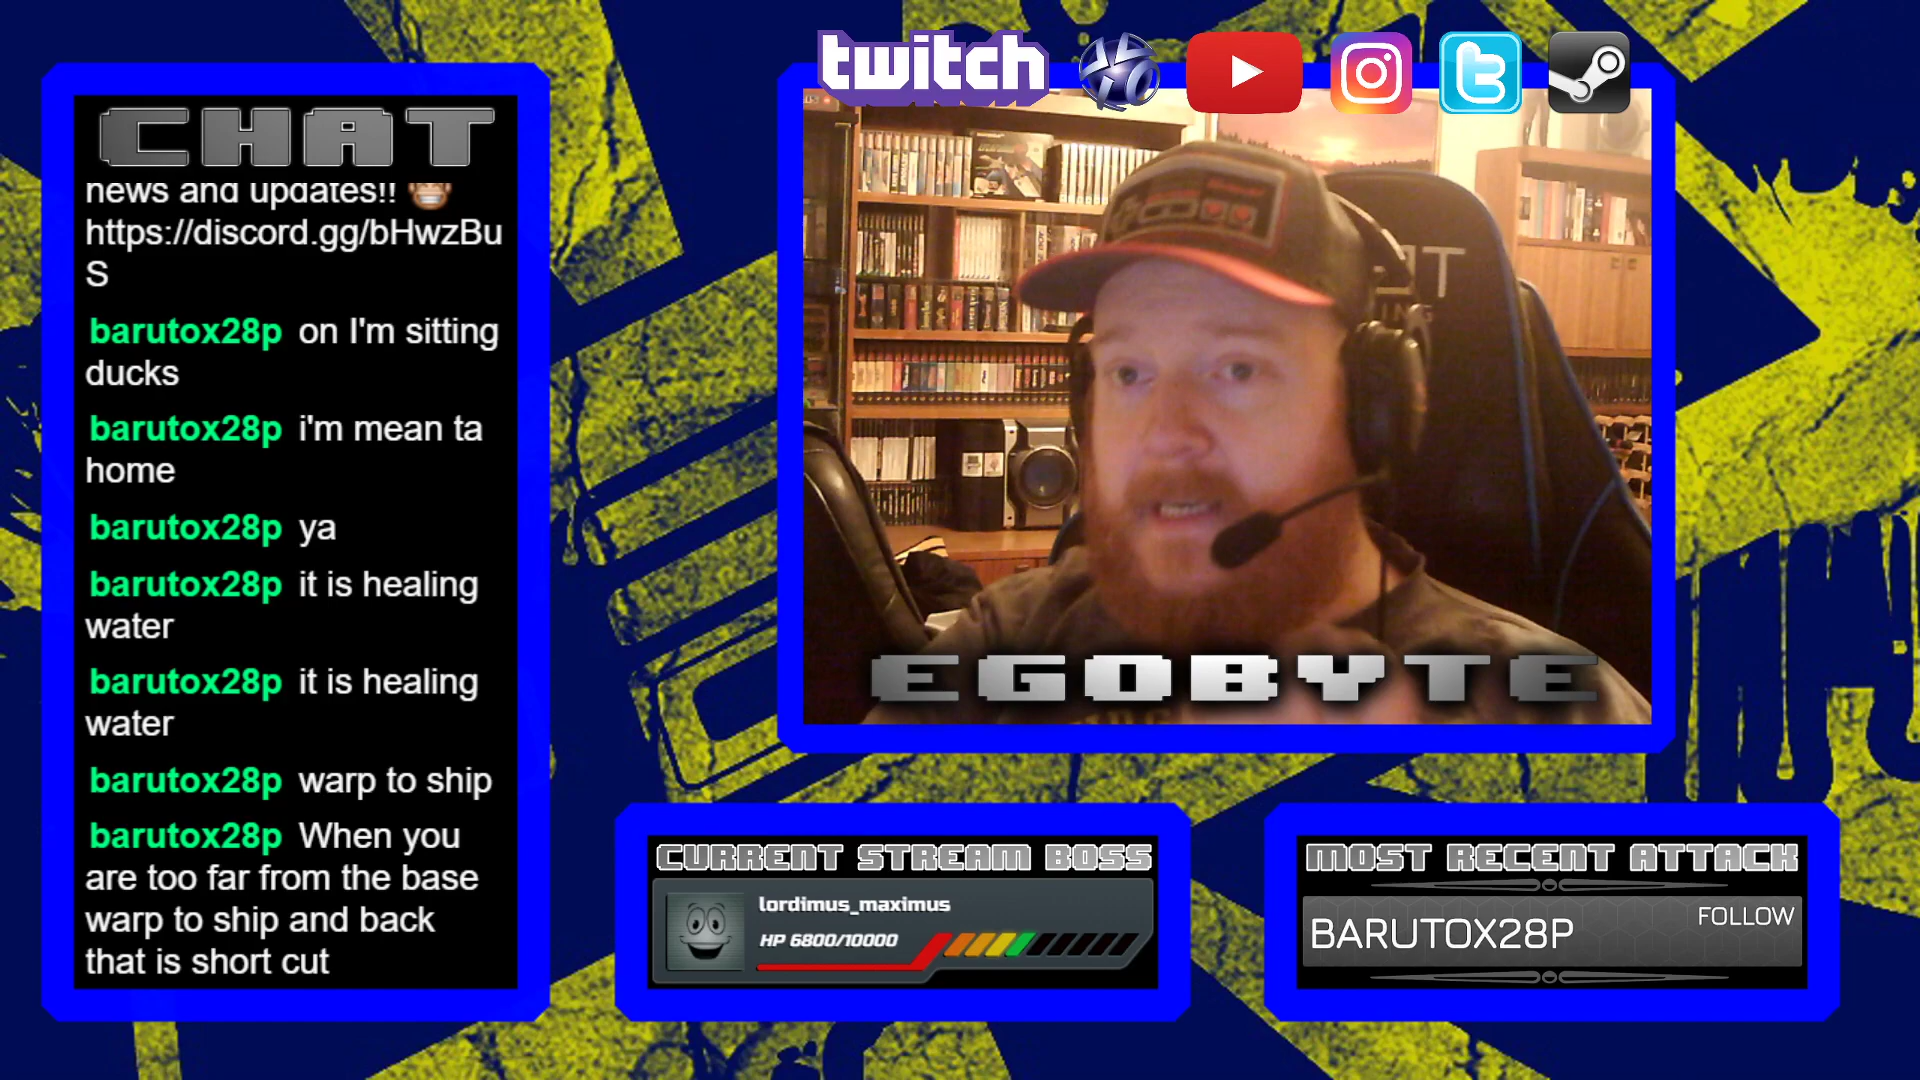 twitch
CHAT
news and updates!!
https://discord.gg/bHwzBu
S
barutox28p on I'm sitting
ducks
barutox28p i'm mean ta
home
barutox28p ya
barutox28p it is healing
water
barutox28p it is healing
water
barutox28p warp to ship
barutox28p When you
are too far from the base
warp to ship and back
that is short cut
EGOBYTE
CURRENT STREAM BOSS
lordimus_maximus
HP 6800/10000
MOST RECENT ATTACK
BARUTOX28P
FOLLOW